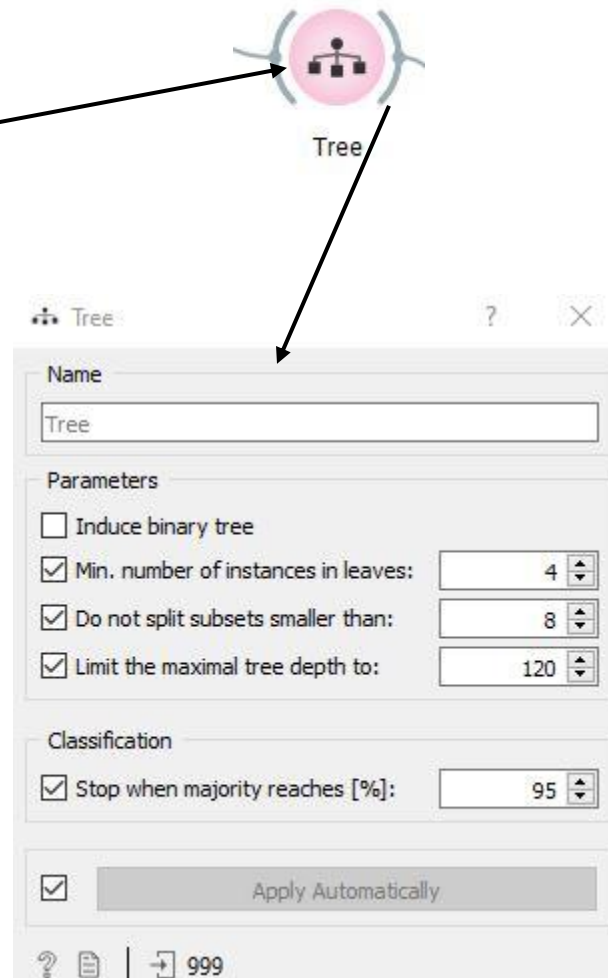 Tree
Tree ?
Name
Tree
Parameters
Induce binary tree
Min. number of instances in leaves: 4
Do not split subsets smaller than: 8
Limit the maximal tree depth to: 120
Classification
Stop when majority reaches [%]: 95
Apply Automatically
? 999